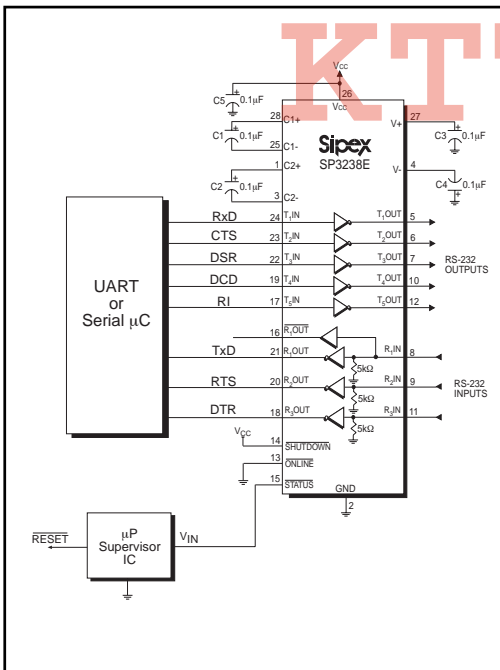 KT
VCC
26
VCC
C5 + 0.1µF
28 C1+
27 V+
C1 + 0.1µF
+ C3 0.1µF
Sipex
SP3238E
25 C1-
1 C2+
4 V-
C2 + 0.1µF
C4 0.1µF +
3 C2-
RxD 24 T1IN T1OUT 5
CTS 23 T2IN T2OUT 6
DSR 22 T3IN T3OUT 7
RS-232 OUTPUTS
DCD 19 T4IN T4OUT 10
RI 17 T5IN T5OUT 12
UART
or
Serial µC
16 R1OUT
TxD 21 R1OUT R1IN 8
5kΩ
RTS 20 R2OUT R2IN 9
RS-232
INPUTS
5kΩ
DTR 18 R3OUT R3IN 11
5kΩ
VCC
14 SHUTDOWN
13 ONLINE
15 STATUS
GND
2
RESET
µP
Supervisor
IC
VIN